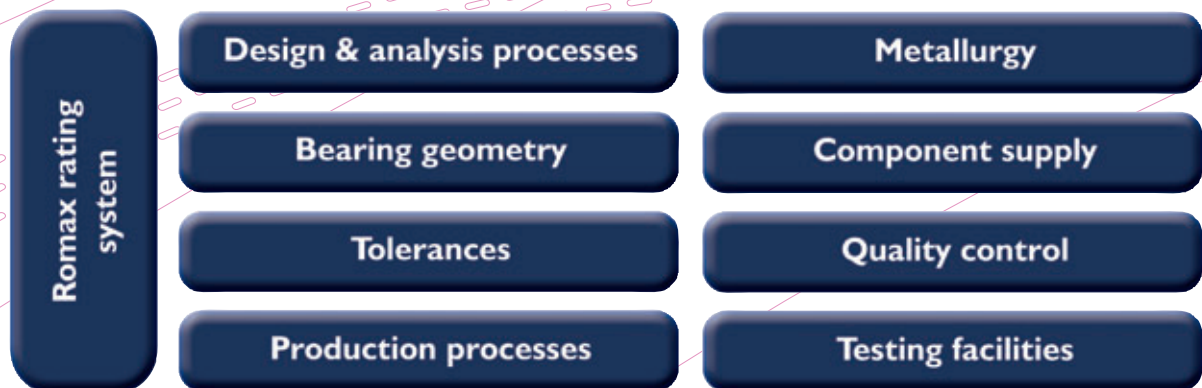 Romax rating
system
Design & analysis processes
Bearing geometry
Tolerances
Production processes
Metallurgy
Component supply
Quality control
Testing facilities